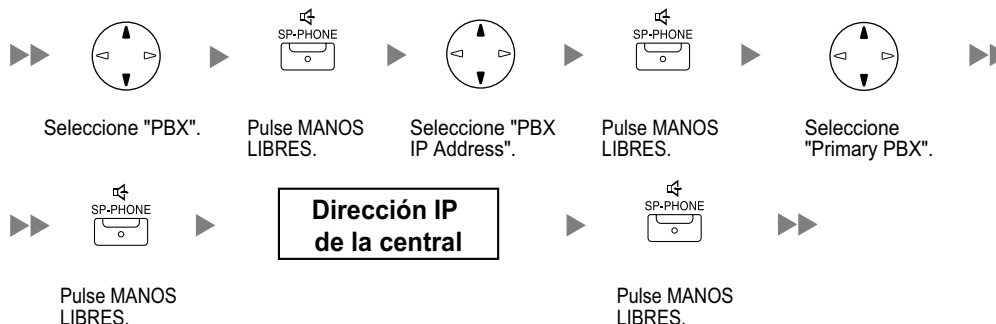 SP-PHONE
SP-PHONE
Seleccione "PBX".
Pulse MANOS
LIBRES.
Seleccione "PBX
IP Address".
Pulse MANOS
LIBRES.
Seleccione
"Primary PBX".
SP-PHONE
Dirección IP
de la central
SP-PHONE
Pulse MANOS
LIBRES.
Pulse MANOS
LIBRES.